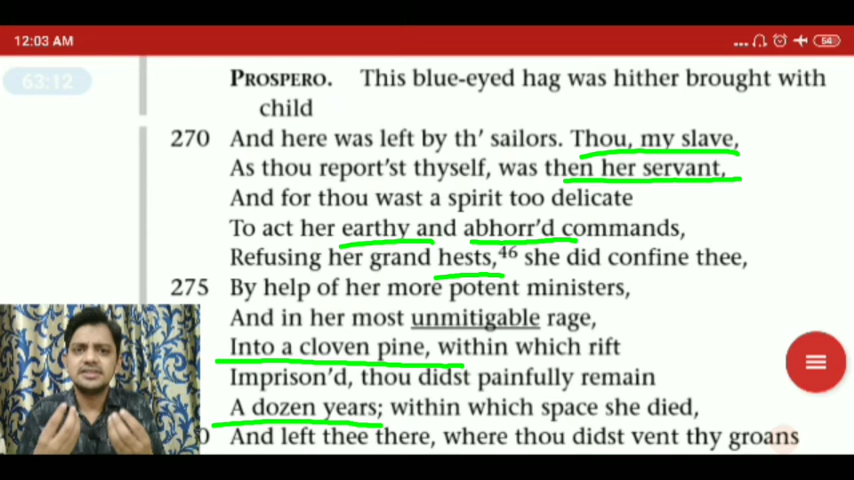 12:03 AM
54
63:12
PROSPERO. This blue-eyed hag was hither brought with
child
270 And here was left by th' sailors. Thou, my slave,
As thou report'st thyself, was then her servant,
And for thou wast a spirit too delicate
To act her earthy and abhorr'd commands,
Refusing her grand hests,46 she did confine thee,
275 By help of her more potent ministers,
And in her most unmitigable rage,
Into a cloven pine, within which rift
Imprison'd, thou didst painfully remain
A dozen years; within which space she died,
0 And left thee there, where thou didst vent thy groans